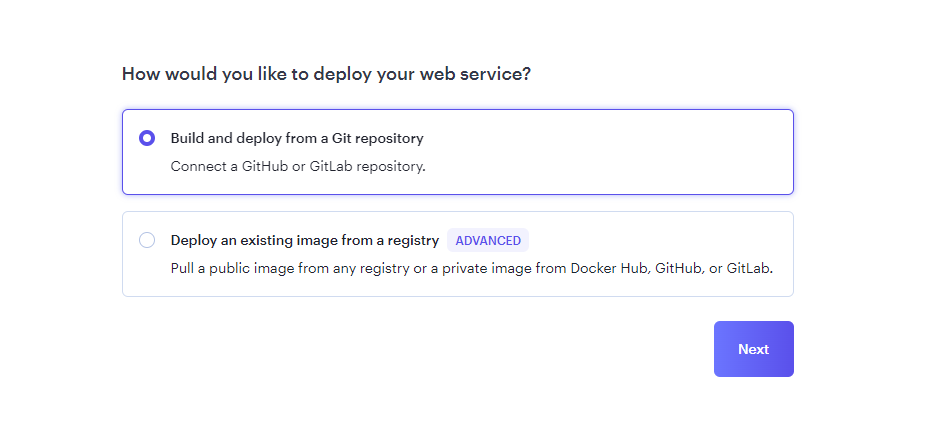 How would you like to deploy your web service?
Build and deploy from a Git repository
Connect a GitHub or GitLab repository.
Deploy an existing image from a registry ADVANCED
Pull a public image from any registry or a private image from Docker Hub, GitHub, or GitLab.
Next